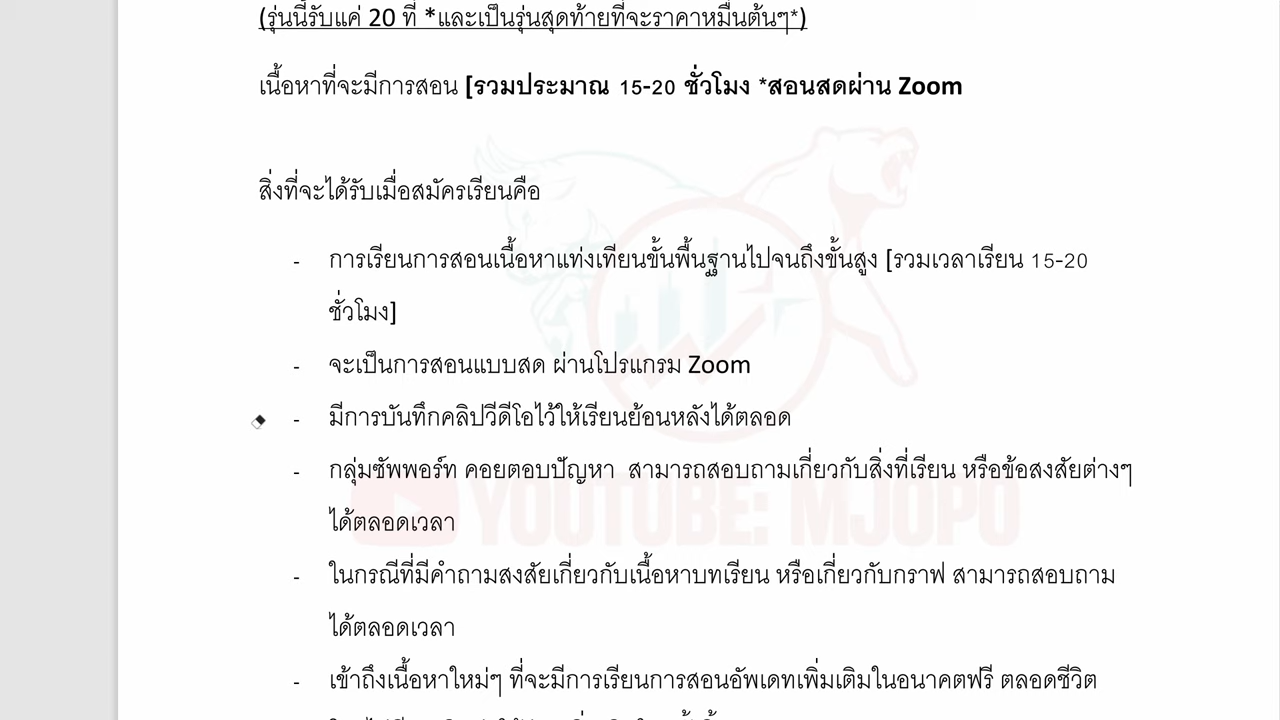 (รุ่นนี้รับแค่ 20 ที่ *และเป็นรุ่นสุดท้ายที่จะราคาหมื่นต้นๆ*)
เนื้อหาที่จะมีการสอน [รวมประมาณ 15-20 ชั่วโมง *สอนสดผ่าน Zoom
สิ่งที่จะได้รับเมื่อสมัครเรียนคือ
- การเรียนการสอนเนื้อหาแท่งเทียนขั้นพื้นฐานไปจนถึงขั้นสูง [รวมเวลาเรียน 15-20
ชั่วโมง]
- จะเป็นการสอนแบบสด ผ่านโปรแกรม Zoom
- มีการบันทึกคลิปวีดีโอไว้ให้เรียนย้อนหลังได้ตลอด
- กลุ่มซัพพอร์ท คอยตอบปัญหา สามารถสอบถามเกี่ยวกับสิ่งที่เรียน หรือข้อสงสัยต่างๆ
ได้ตลอดเวลา
YOUTUBE: MJOPU
- ในกรณีที่มีคำถามสงสัยเกี่ยวกับเนื้อหาบทเรียน หรือเกี่ยวกับกราฟ สามารถสอบถาม
ได้ตลอดเวลา
- เข้าถึงเนื้อหาใหม่ๆ ที่จะมีการเรียนการสอนอัพเดทเพิ่มเติมในอนาคตฟรี ตลอดชีวิต